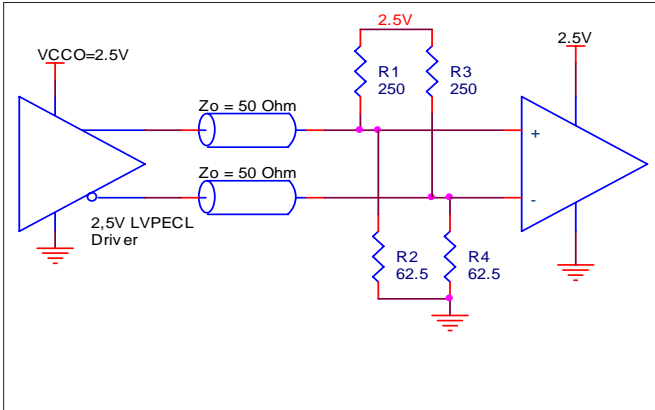 2.5V
VCCO=2.5V
2.5V
R1
250
R3
250
Zo = 50 Ohm
+
Zo = 50 Ohm
-
2,5V LVPECL
Driver
R2
62.5
R4
62.5